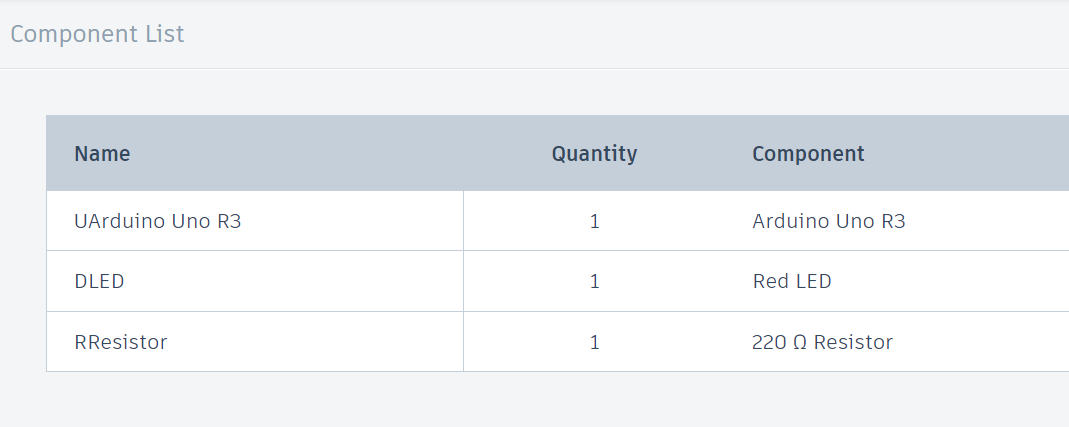 Component List
Name Quantity Component
UArduino Uno R3 1 Arduino Uno R3
DLED 1 Red LED
RResistor 1 220 Ω Resistor